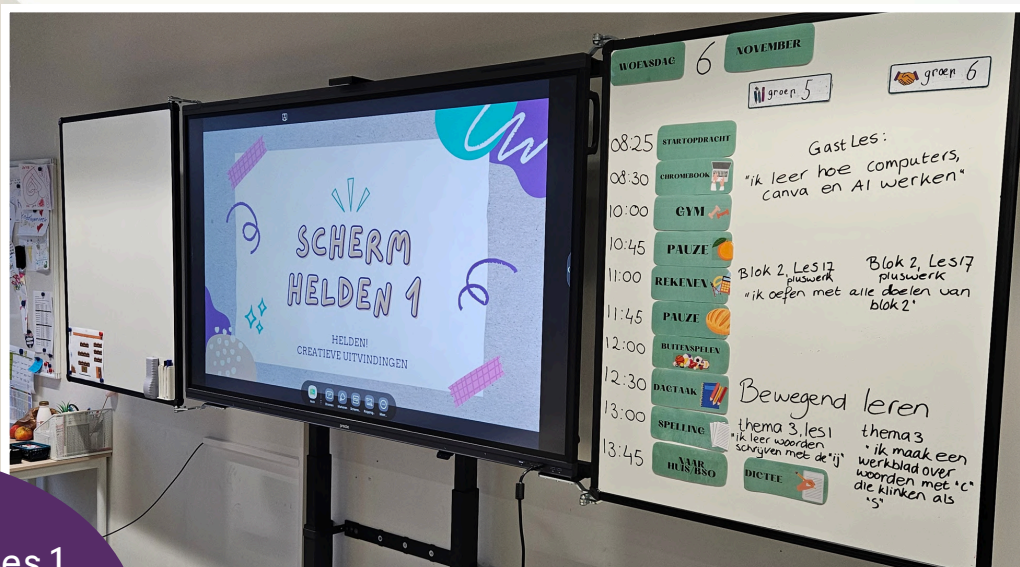 SCHERM
HELDEN 1
HELDEN!
CREATIEVE UITVINDINGEN
WOENSDAG 6 NOVEMBER
groep 5
groep 6
08:25 STARTOPDRACHT
08:30 CHROMEBOOK
10:00 GYM
10:45 PAUZE
11:00 REKENEN
11:45 PAUZE
12:00 BUITENSPELEN
12:30 DAGTAAK
13:00 SPELLING
13:45 NAAR HUIS/BSO
DICTEE
Gast Les:
"ik leer hoe computers,
canva en AI werken"
Blok 2, Les 17
pluswerk
Blok 2, Les 17
pluswerk
"ik oefen met alle doelen van
blok 2"
Bewegend leren
thema 3, les 1
"ik leer woorden
schrijven met de "ij"
thema 3
"ik maak een
werkblad over
woorden met "c"
die klinken als
"s"
es 1